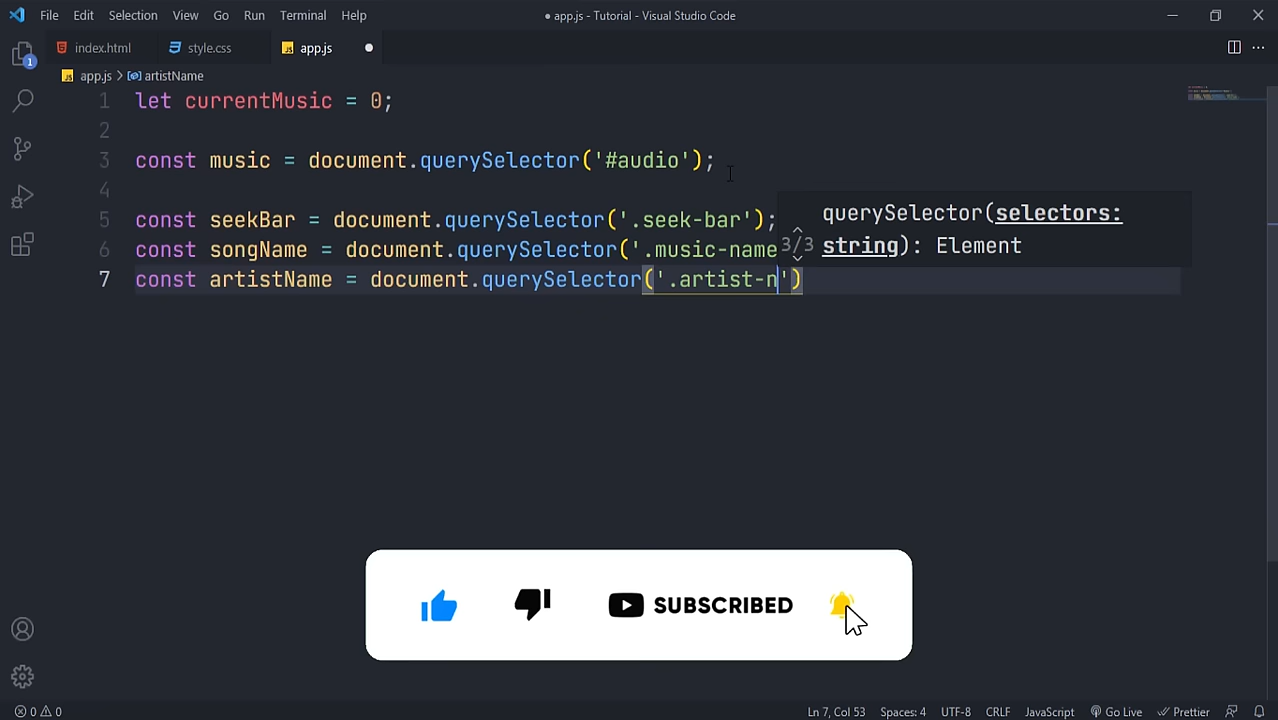 File Edit Selection View Go Run Terminal Help
● app.js - Tutorial - Visual Studio Code
index.html style.css app.js
app.js > artistName
1 let currentMusic = 0;
2
3 const music = document.querySelector('#audio');
4
5 const seekBar = document.querySelector('.seek-bar');
6 const songName = document.querySelector('.music-name
7 const artistName = document.querySelector('.artist-n')
querySelector(selectors:
3/3 string): Element
1
SUBSCRIBED
0 0 Ln 7, Col 53 Spaces: 4 UTF-8 CRLF JavaScript Go Live Prettier